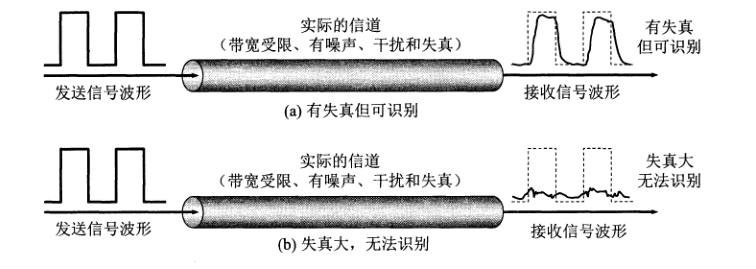 实际的信道
（带宽受限、有噪声、干扰和失真）
有失真
但可识别
发送信号波形
接收信号波形
(a) 有失真但可识别
实际的信道
（带宽受限、有噪声、干扰和失真）
失真大
无法识别
发送信号波形
接收信号波形
(b) 失真大，无法识别